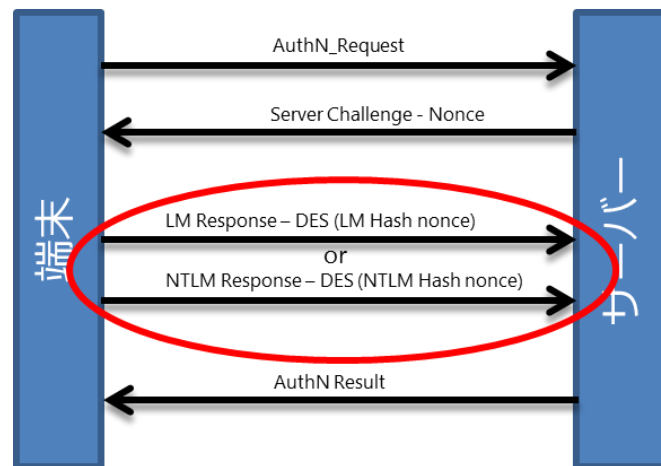 AuthN_Request
Server Challenge - Nonce
端末
LM Response – DES (LM Hash nonce)
or
NTLM Response – DES (NTLM Hash nonce)
サーバー
AuthN Result